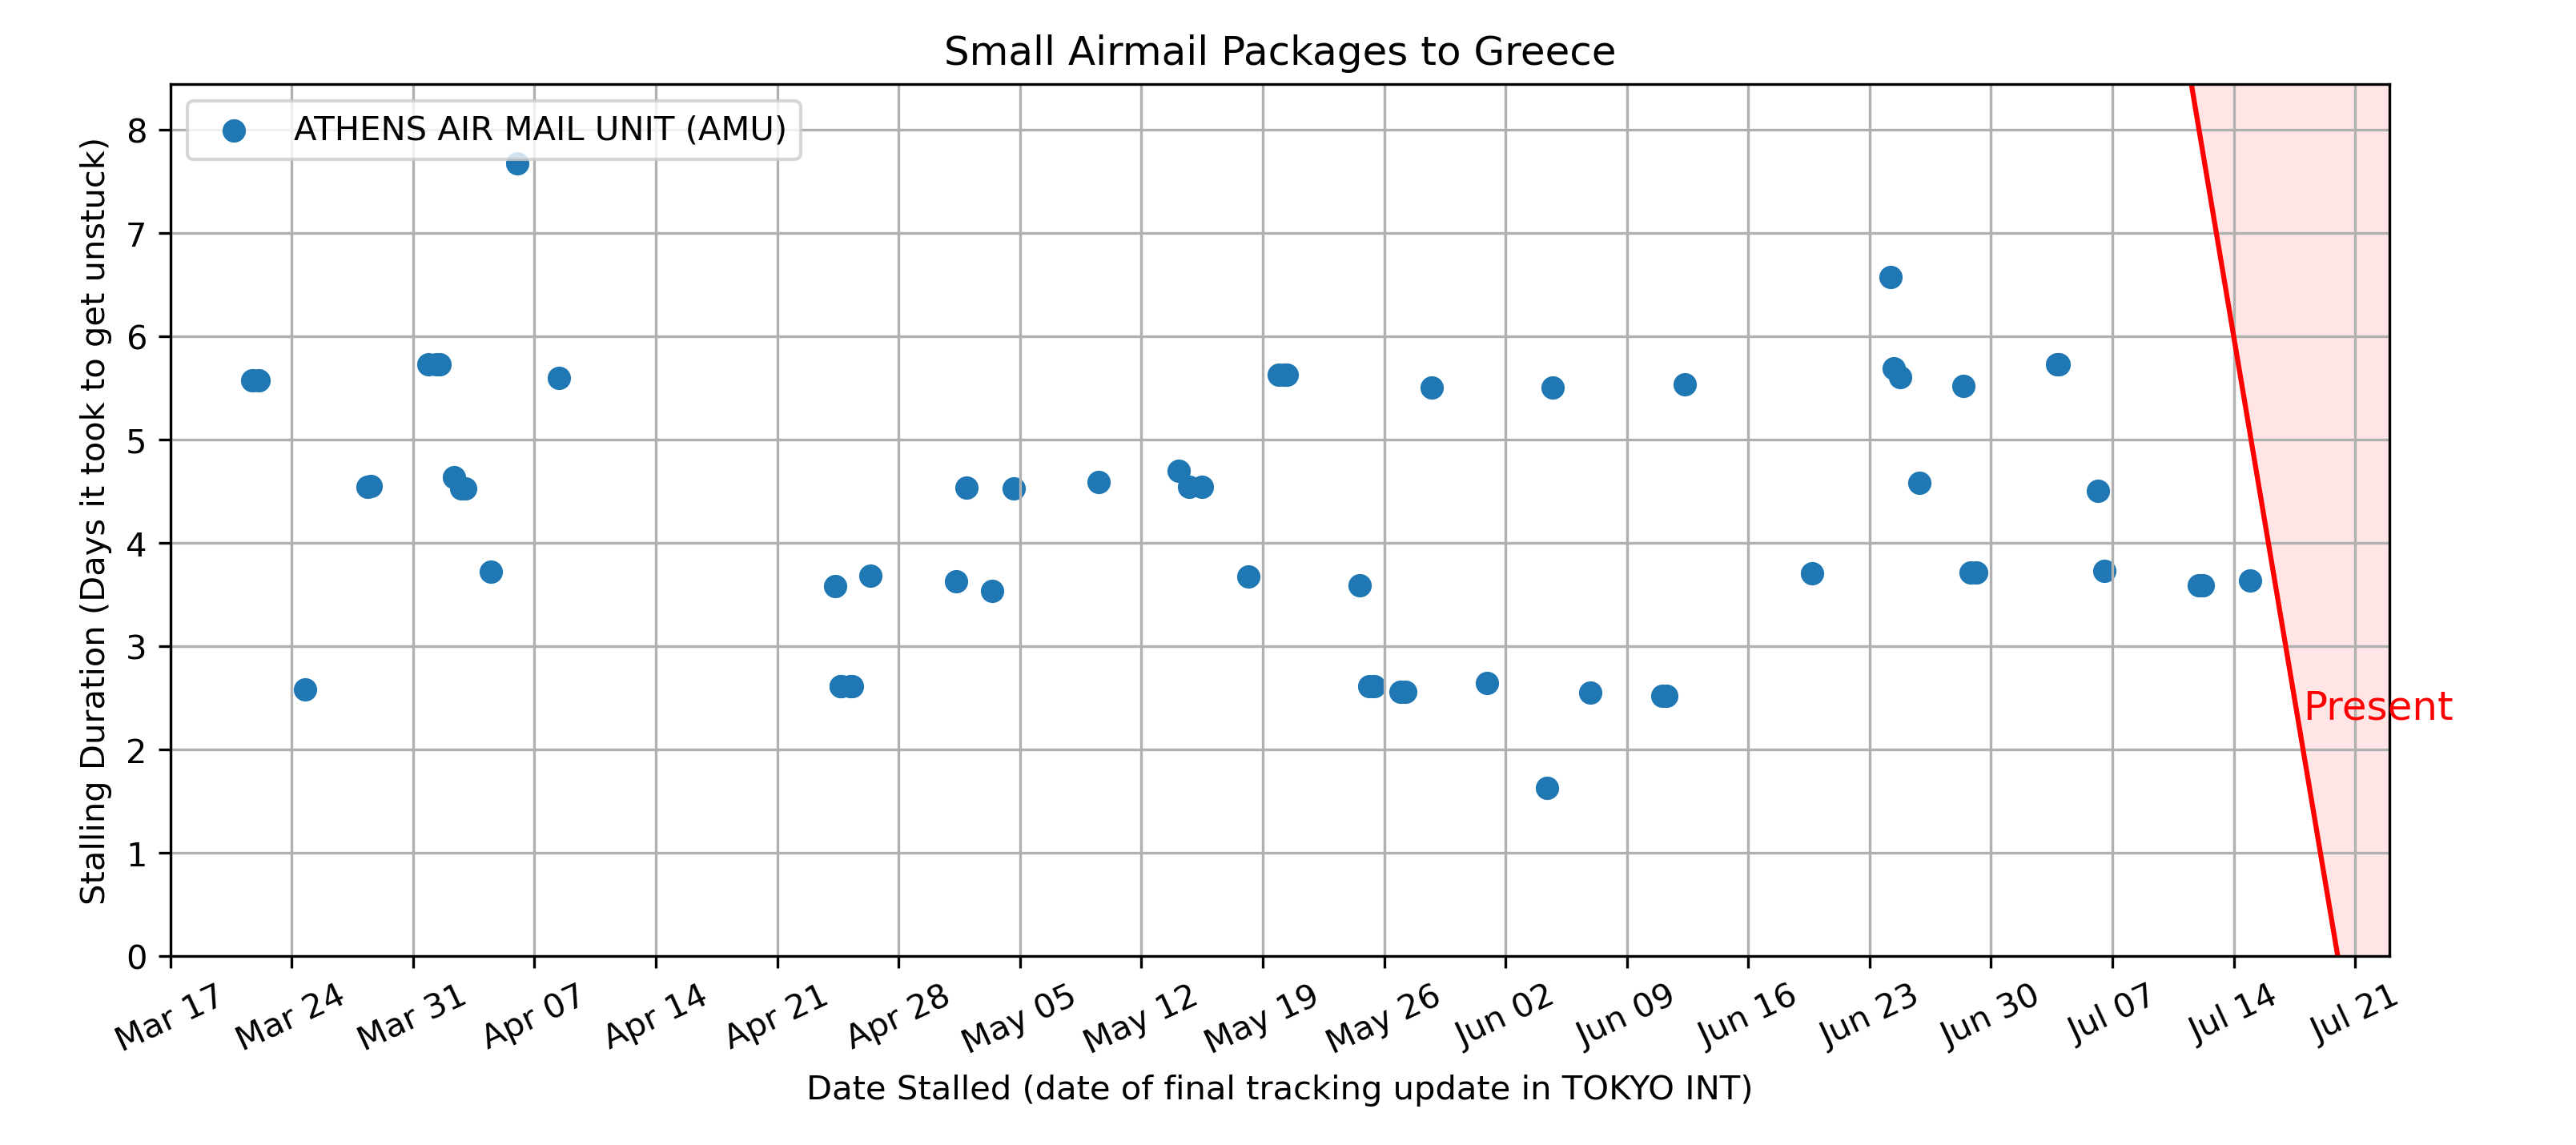 Small Airmail Packages to Greece
ATHENS AIR MAIL UNIT (AMU)
Stalling Duration (Days it took to get unstuck)
8
7
6
5
4
3
2
1
0
Present
Mar 17 Mar 24 Mar 31 Apr 07 Apr 14 Apr 21 Apr 28 May 05 May 12 May 19 May 26 Jun 02 Jun 09 Jun 16 Jun 23 Jun 30 Jul 07 Jul 14 Jul 21
Date Stalled (date of final tracking update in TOKYO INT)